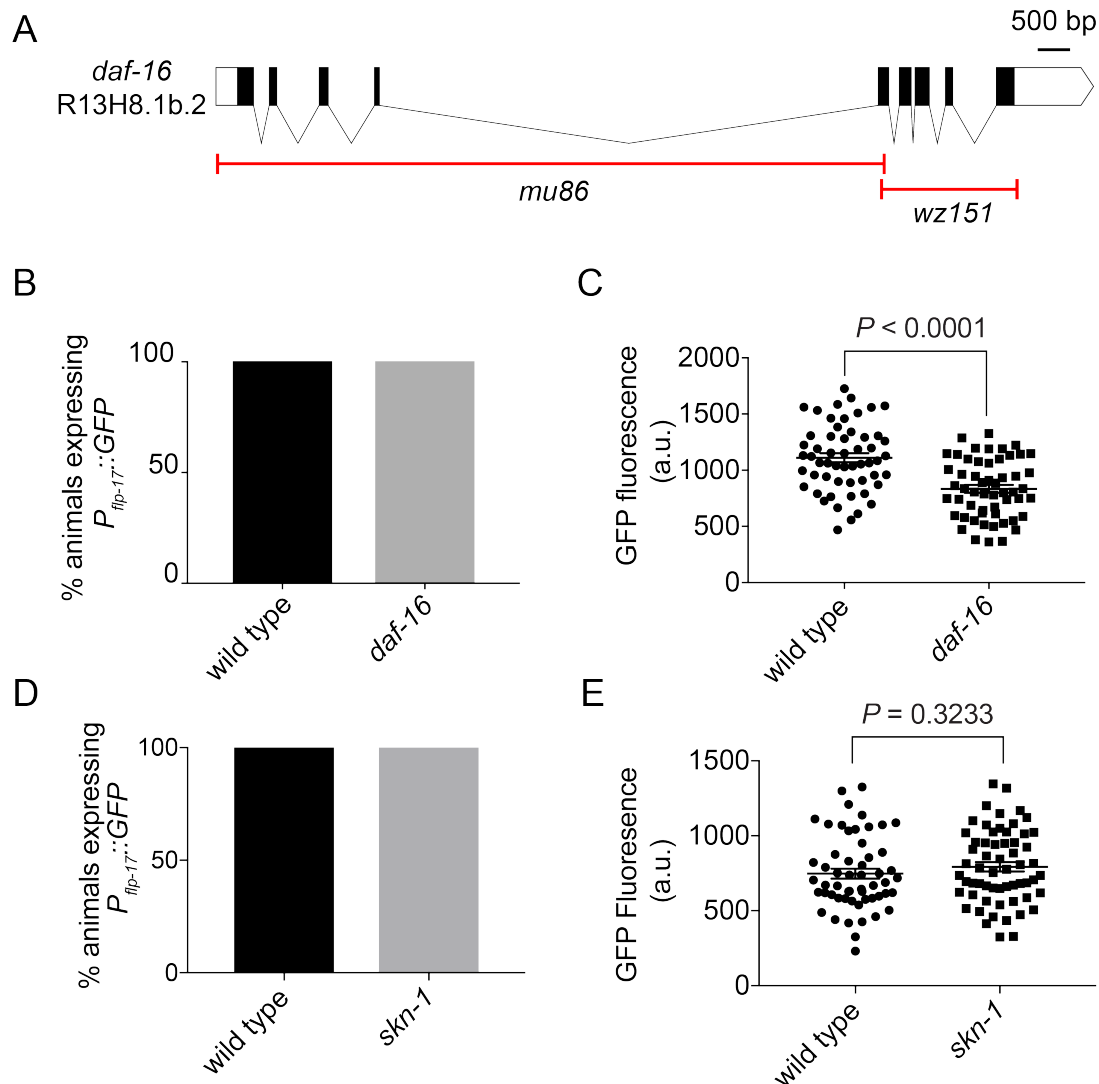 A
500 bp
daf-16
R13H8.1b.2
mu86
wz151
B
% animals expressing
Pflp-17::GFP
100
50
0
wild type
daf-16
C
P < 0.0001
GFP fluorescence
(a.u.)
2000
1500
1000
500
0
wild type
daf-16
D
% animals expressing
Pflp-17::GFP
100
50
0
wild type
skn-1
E
P = 0.3233
GFP Fluoresence
(a.u.)
1500
1000
500
0
wild type
skn-1